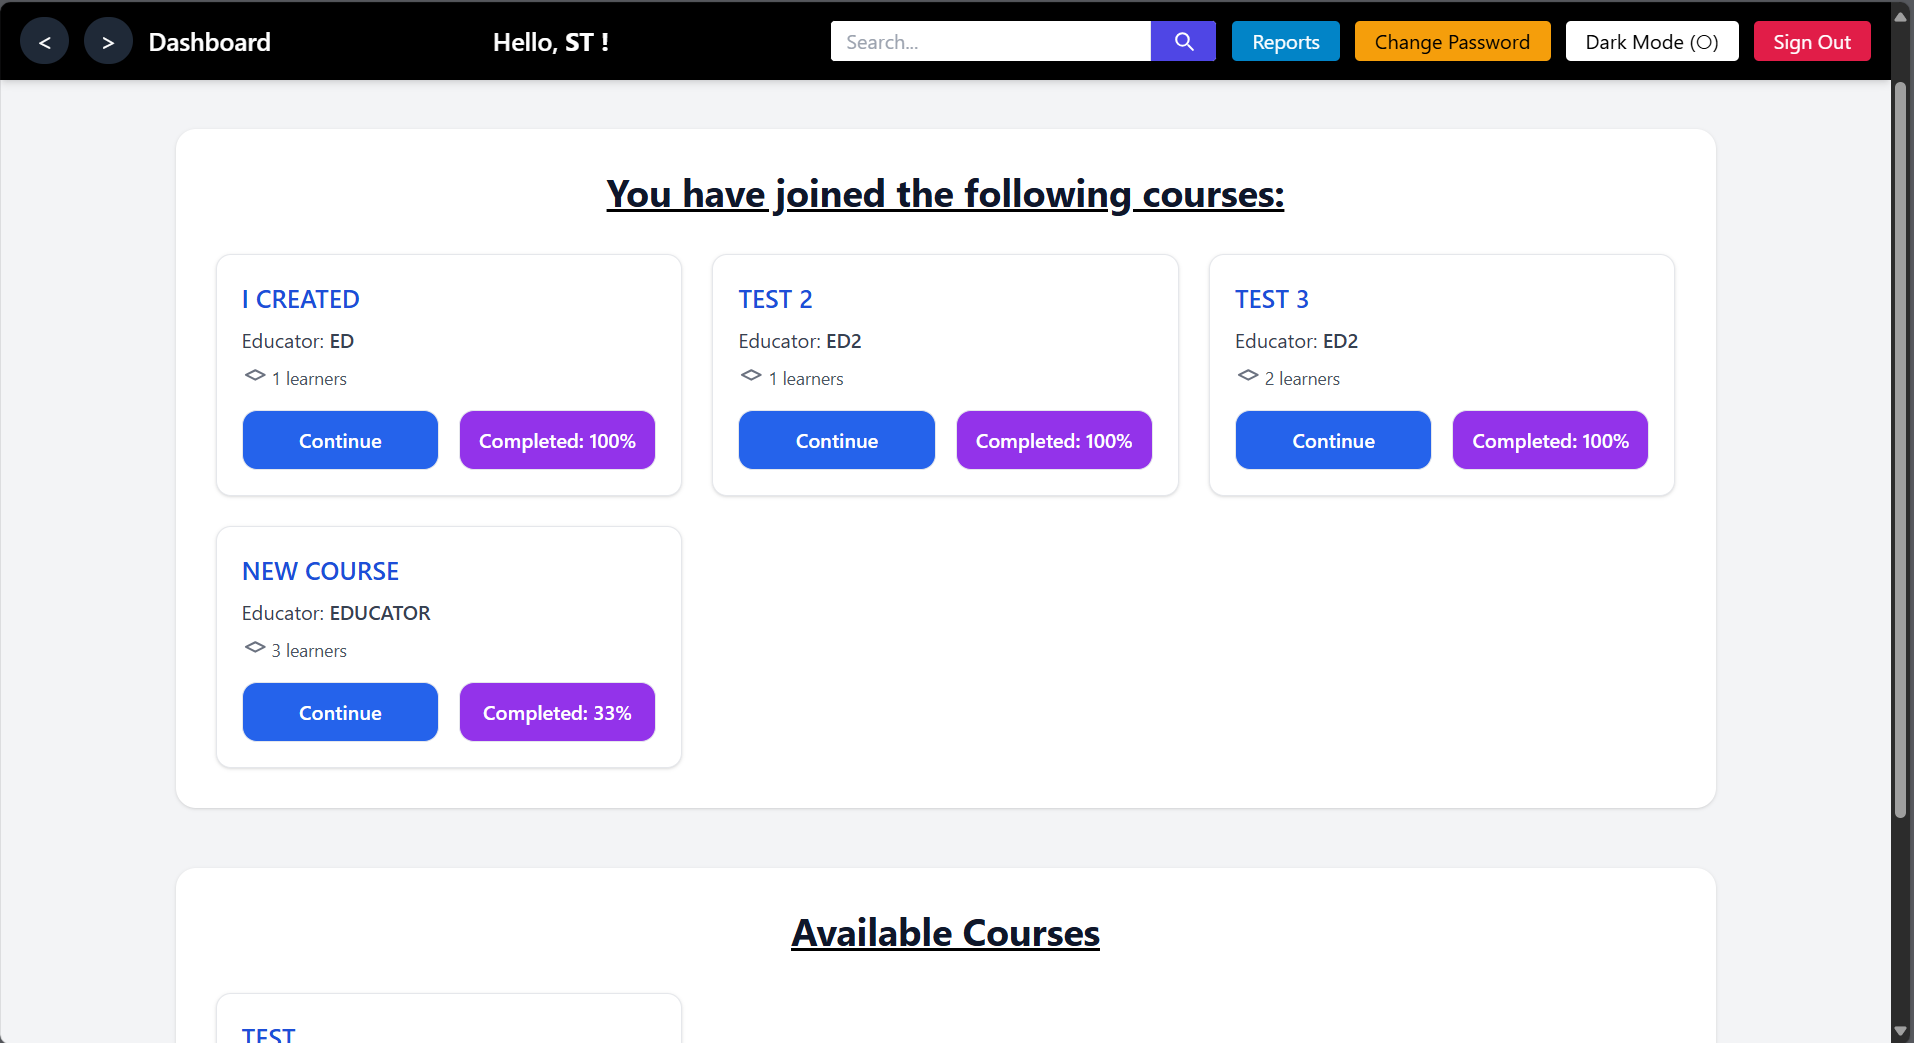 < > Dashboard Hello, ST ! Search... Reports Change Password Dark Mode (O) Sign Out
You have joined the following courses:
I CREATED
Educator: ED
1 learners
Continue Completed: 100%
TEST 2
Educator: ED2
1 learners
Continue Completed: 100%
TEST 3
Educator: ED2
2 learners
Continue Completed: 100%
NEW COURSE
Educator: EDUCATOR
3 learners
Continue Completed: 33%
Available Courses
TEST